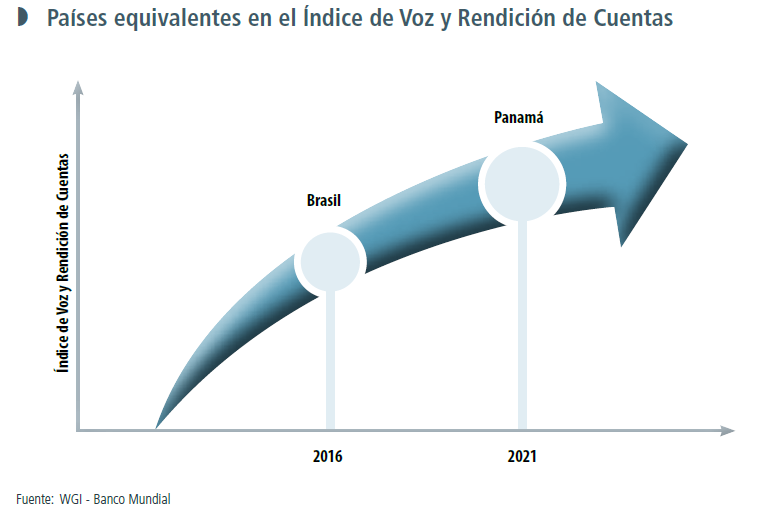 Países equivalentes en el Índice de Voz y Rendición de Cuentas
Índice de Voz y Rendición de Cuentas
Panamá
Brasil
2016
2021
Fuente: WGI - Banco Mundial